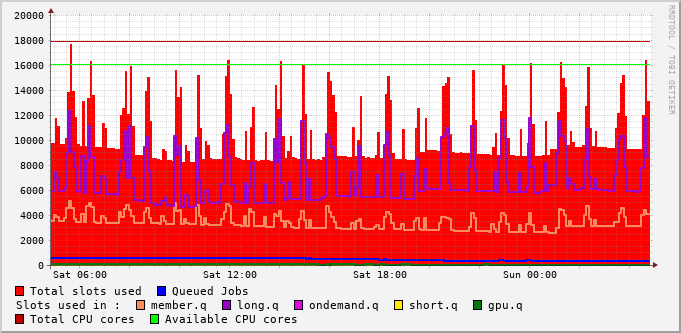 20000
18000
16000
14000
12000
10000
8000
6000
4000
2000
0
Sat 06:00 Sat 12:00 Sat 18:00 Sun 00:00
RRDTOOL / TOBI OETIKER
Total slots used Queued Jobs
Slots used in : member.q long.q ondemand.q short.q gpu.q
Total CPU cores Available CPU cores